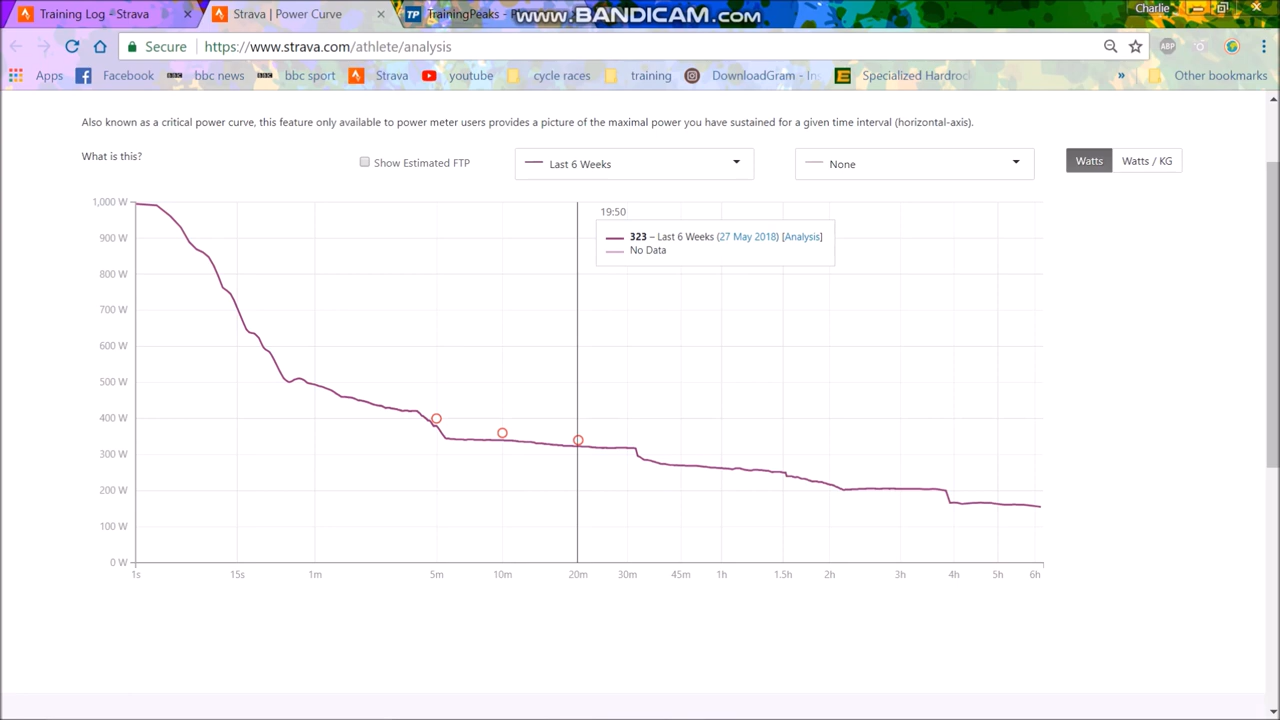 Training Log - Strava
Strava | Power Curve
TrainingPeaks - P
www.BANDICAM.com
Charlie
Secure
https://www.strava.com/athlete/analysis
ABP
Apps
Facebook
bbc news
bbc sport
Strava
youtube
cycle races
training
DownloadGram - In
Specialized Hardroc
»
Other bookmarks
Also known as a critical power curve, this feature only available to power meter users provides a picture of the maximal power you have sustained for a given time interval (horizontal-axis).
What is this?
Show Estimated FTP
Last 6 Weeks
None
Watts
Watts / KG
19:50
323 – Last 6 Weeks (27 May 2018) [Analysis]
No Data
1,000 W
900 W
800 W
700 W
600 W
500 W
400 W
300 W
200 W
100 W
0 W
1s 15s 1m 5m 10m 20m 30m 45m 1h 1.5h 2h 3h 4h 5h 6h